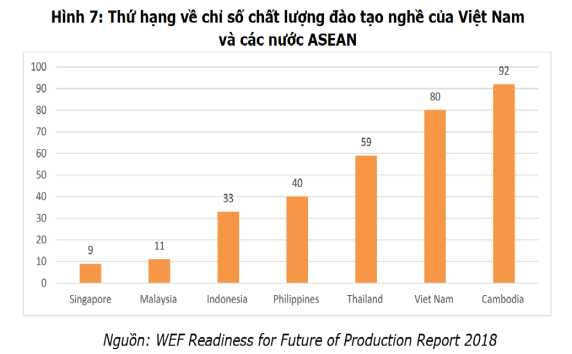 Hình 7: Thứ hạng về chỉ số chất lượng đào tạo nghề của Việt Nam
và các nước ASEAN
100
90
80
70
60
50
40
30
20
10
0
9
11
33
40
59
80
92
Singapore
Malaysia
Indonesia
Philippines
Thailand
Viet Nam
Cambodia
Nguồn: WEF Readiness for Future of Production Report 2018